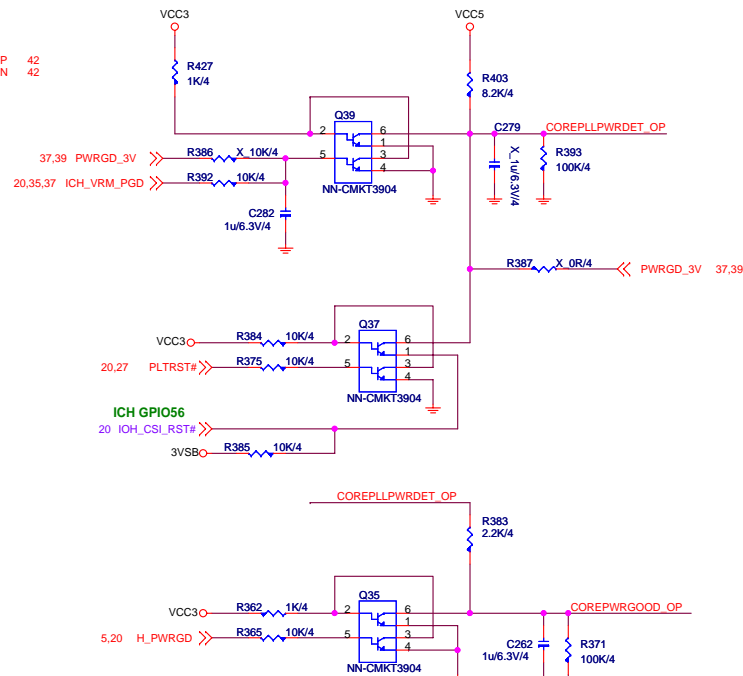 VCC3
VCC5
P 42
N 42
R427
1K/4
R403
8.2K/4
Q39
2
6
1
5
3
4
NN-CMKT3904
C279
X_1u/6.3V/4
COREPLLPWRDET_OP
R393
100K/4
37,39 PWRGD_3V
R386 X_10K/4
20,35,37 ICH_VRM_PGD
R392 10K/4
C282
1u/6.3V/4
R387 X_0R/4
PWRGD_3V 37,39
Q37
VCC3
R384 10K/4
2
6
1
20,27 PLTRST#
R375 10K/4
5
3
4
NN-CMKT3904
ICH GPIO56
20 IOH_CSI_RST#
3VSB
R385 10K/4
COREPLLPWRDET_OP
R383
2.2K/4
Q35
VCC3
R362 1K/4
2
6
1
COREPWRGOOD_OP
5,20 H_PWRGD
R365 10K/4
5
3
4
NN-CMKT3904
C262
1u/6.3V/4
R371
100K/4